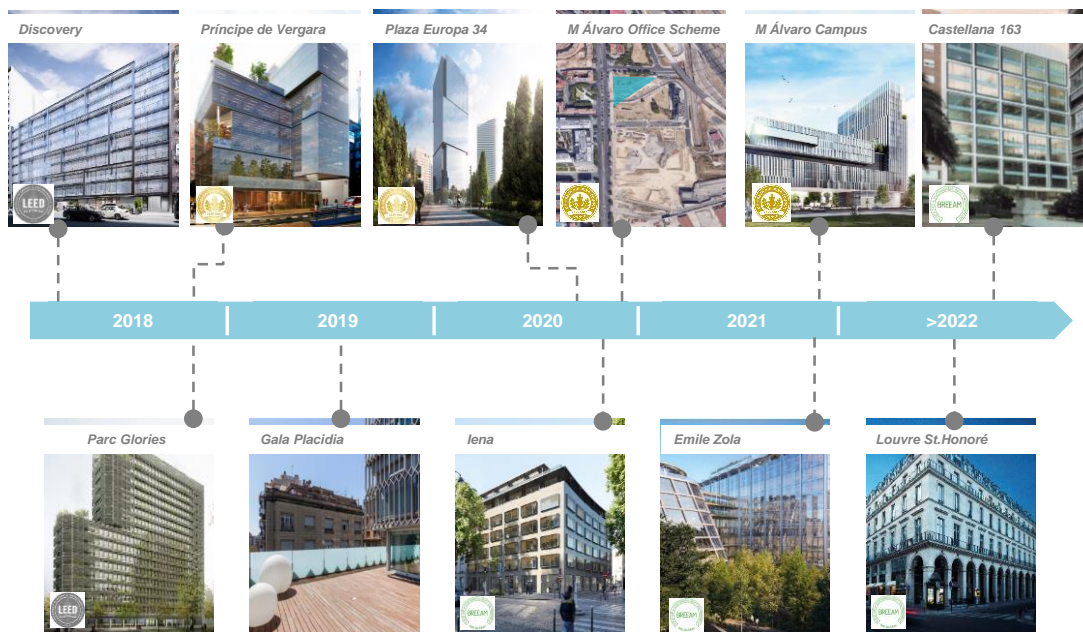 Discovery
Príncipe de Vergara
Plaza Europa 34
M Álvaro Office Scheme
M Álvaro Campus
Castellana 163
LEED
BREEAM
2018
2019
2020
2021
>2022
Parc Glories
Gala Placidia
Iena
Emile Zola
Louvre St.Honoré
LEED
BREEAM
BREEAM
BREEAM